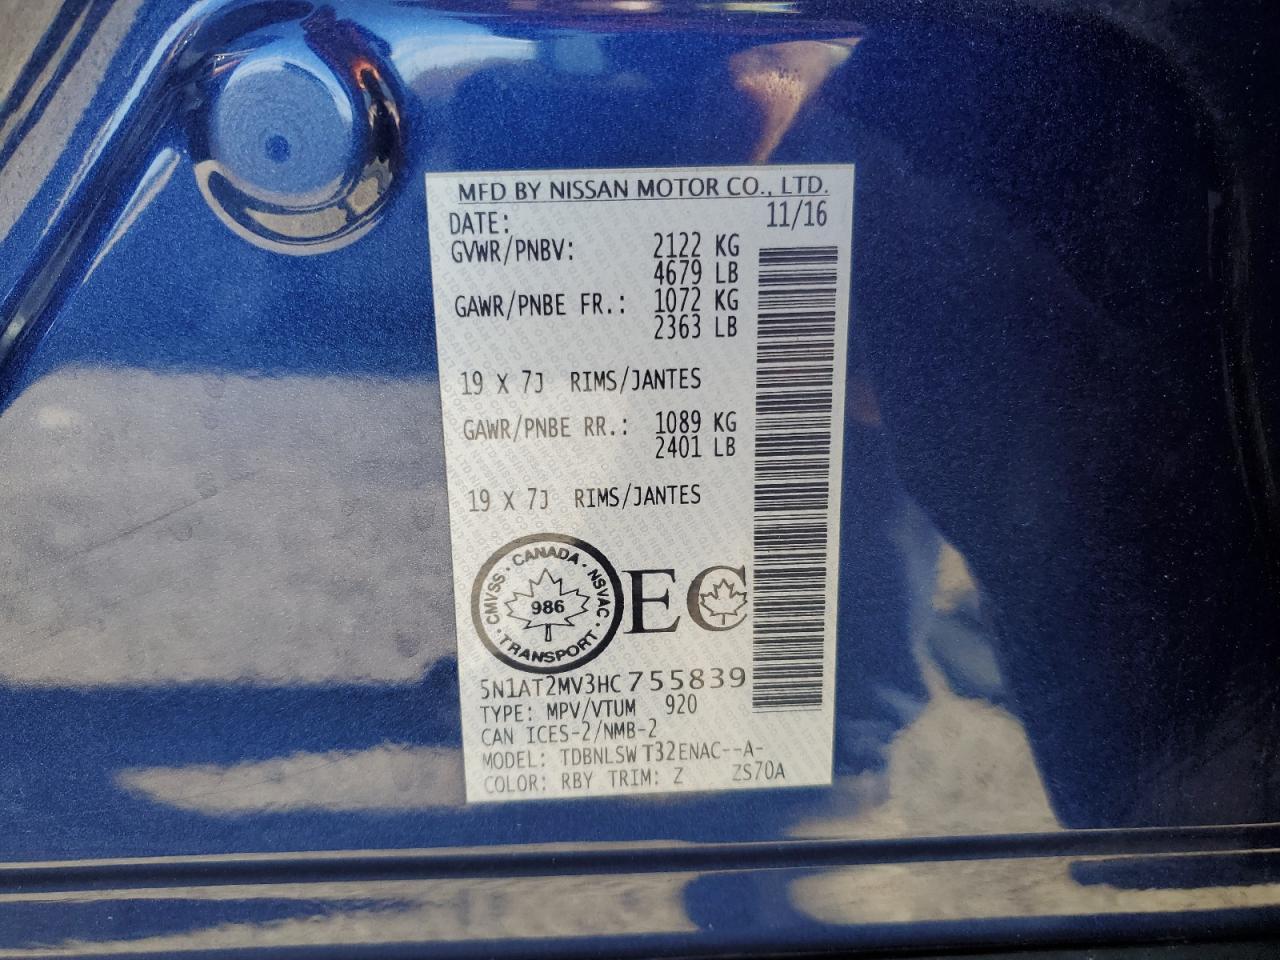 MFD BY NISSAN MOTOR CO., LTD.
DATE: 11/16
GVWR/PNBV: 2122 KG
4679 LB
GAWR/PNBE FR.: 1072 KG
2363 LB
19 X 7J RIMS/JANTES
GAWR/PNBE RR.: 1089 KG
2401 LB
19 X 7J RIMS/JANTES
CMVSS · CANADA · NSVAC · TRANSPORT ·
986
EC
5N1AT2MV3HC755839
TYPE: MPV/VTUM 920
CAN ICES-2/NMB-2
MODEL: TDBNLSW T32ENAC--A-
COLOR: RBY TRIM: Z ZS70A